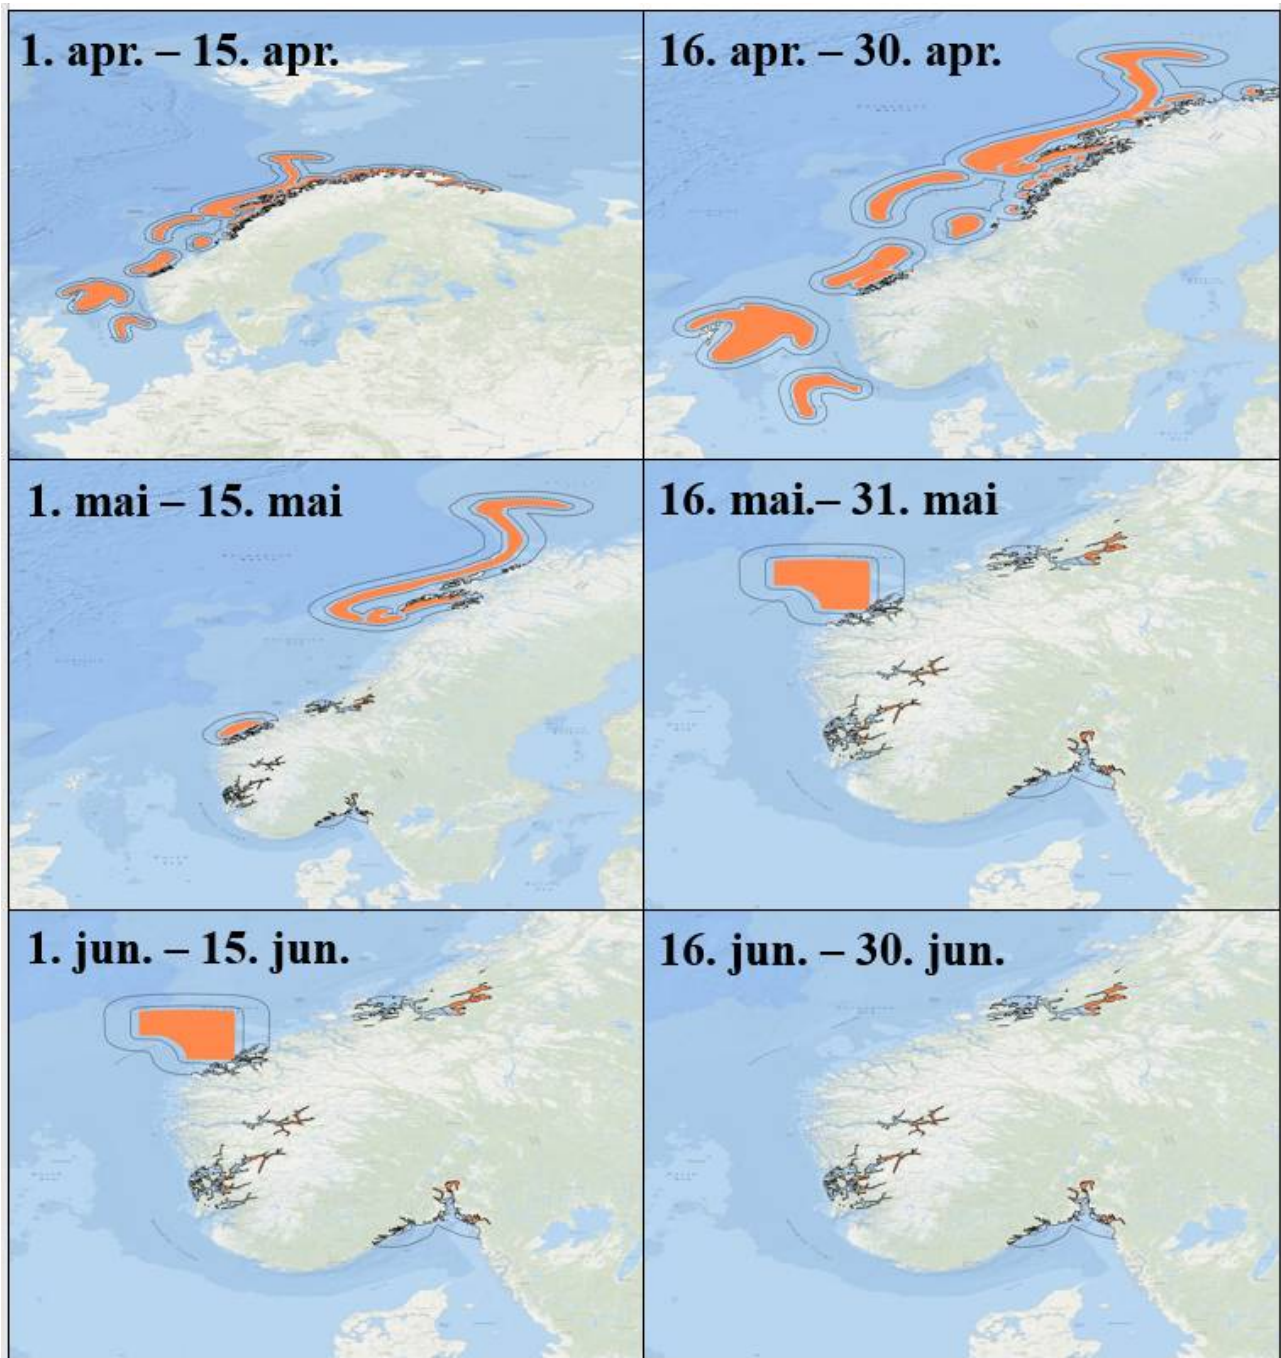 1. apr. – 15. apr.
16. apr. – 30. apr.
1. mai – 15. mai
16. mai.– 31. mai
1. jun. – 15. jun.
16. jun. – 30. jun.